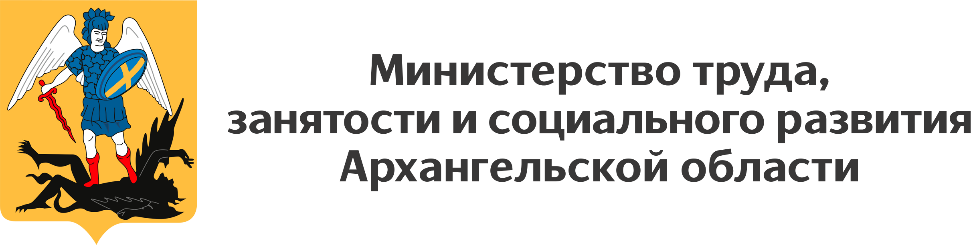 Министерство труда,
занятости и социального развития
Архангельской области